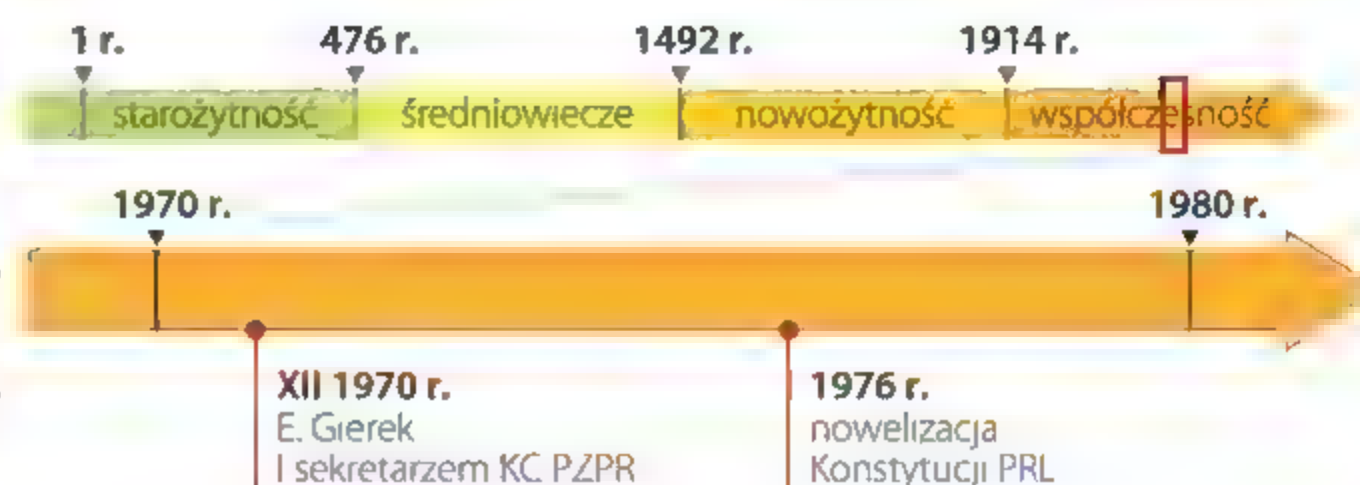 1 r. 476 r. 1492 r. 1914 r.
starożytność średniowiecze nowożytność współczesność
1970 r. 1980 r.
XII 1970 r.
E. Gierek
I sekretarzem KC PZPR
1976 r.
nowelizacja
Konstytucji PRL